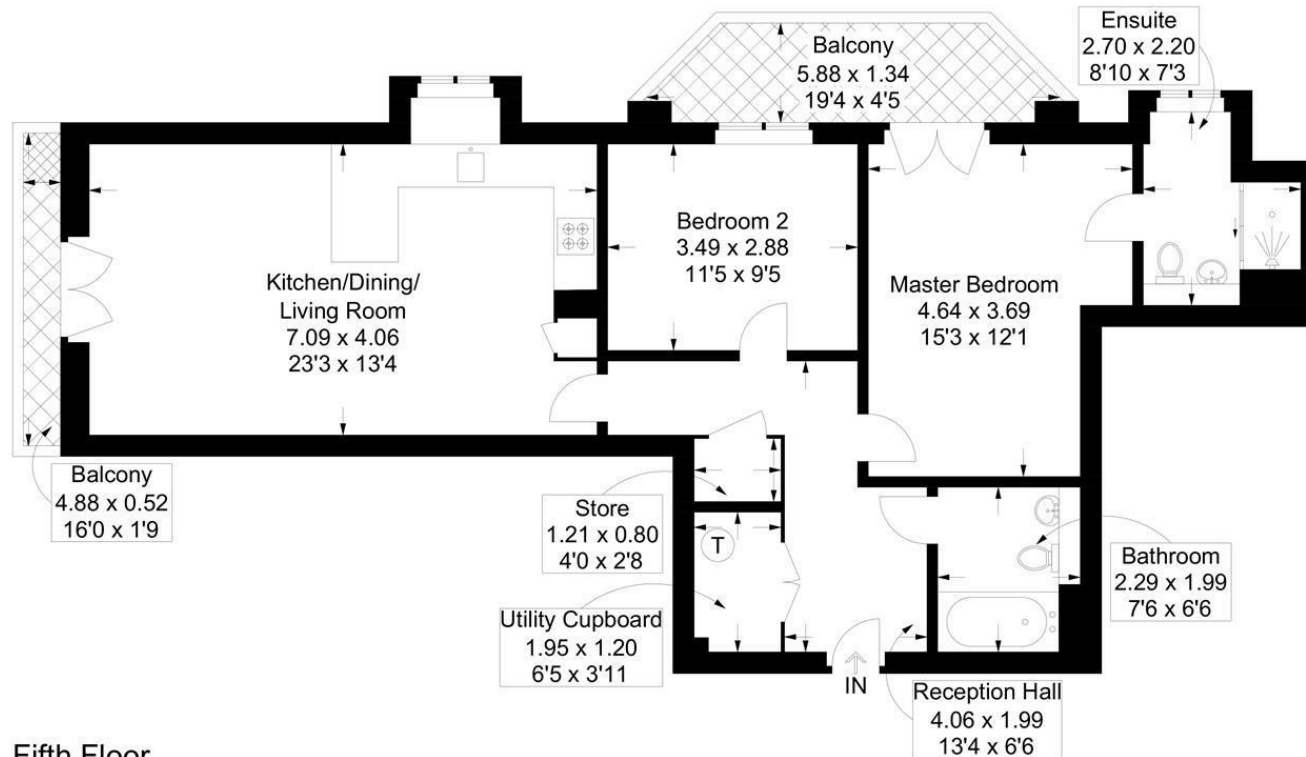 Ensuite
2.70 x 2.20
8'10 x 7'3
Balcony
5.88 x 1.34
19'4 x 4'5
Bedroom 2
3.49 x 2.88
11'5 x 9'5
Kitchen/Dining/
Living Room
7.09 x 4.06
23'3 x 13'4
Master Bedroom
4.64 x 3.69
15'3 x 12'1
Balcony
4.88 x 0.52
16'0 x 1'9
Store
1.21 x 0.80
4'0 x 2'8
T
Bathroom
2.29 x 1.99
7'6 x 6'6
Utility Cupboard
1.95 x 1.20
6'5 x 3'11
IN
Reception Hall
4.06 x 1.99
13'4 x 6'6
Fifth Floor